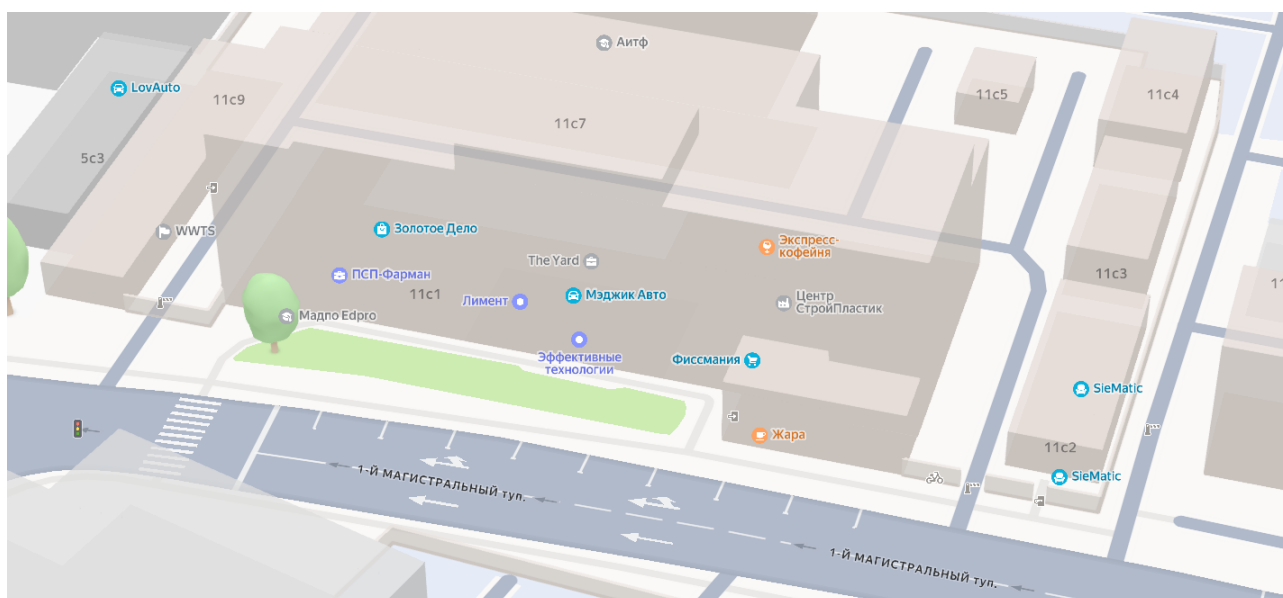 Аитф
LovAuto
11с9
11с5
11с4
11с7
5с3
WWTS
Золотое Дело
Экспресс-
кофейня
The Yard
ПСП-Фарман
11с1
Лимент
Мэджик Авто
Центр
СтройПластик
11с3
11
Мадпо Edpro
Эффективные
технологии
Фиссмания
SieMatic
Жара
11с2
SieMatic
1-Й МАГИСТРАЛЬНЫЙ туп.
1-Й МАГИСТРАЛЬНЫЙ туп.